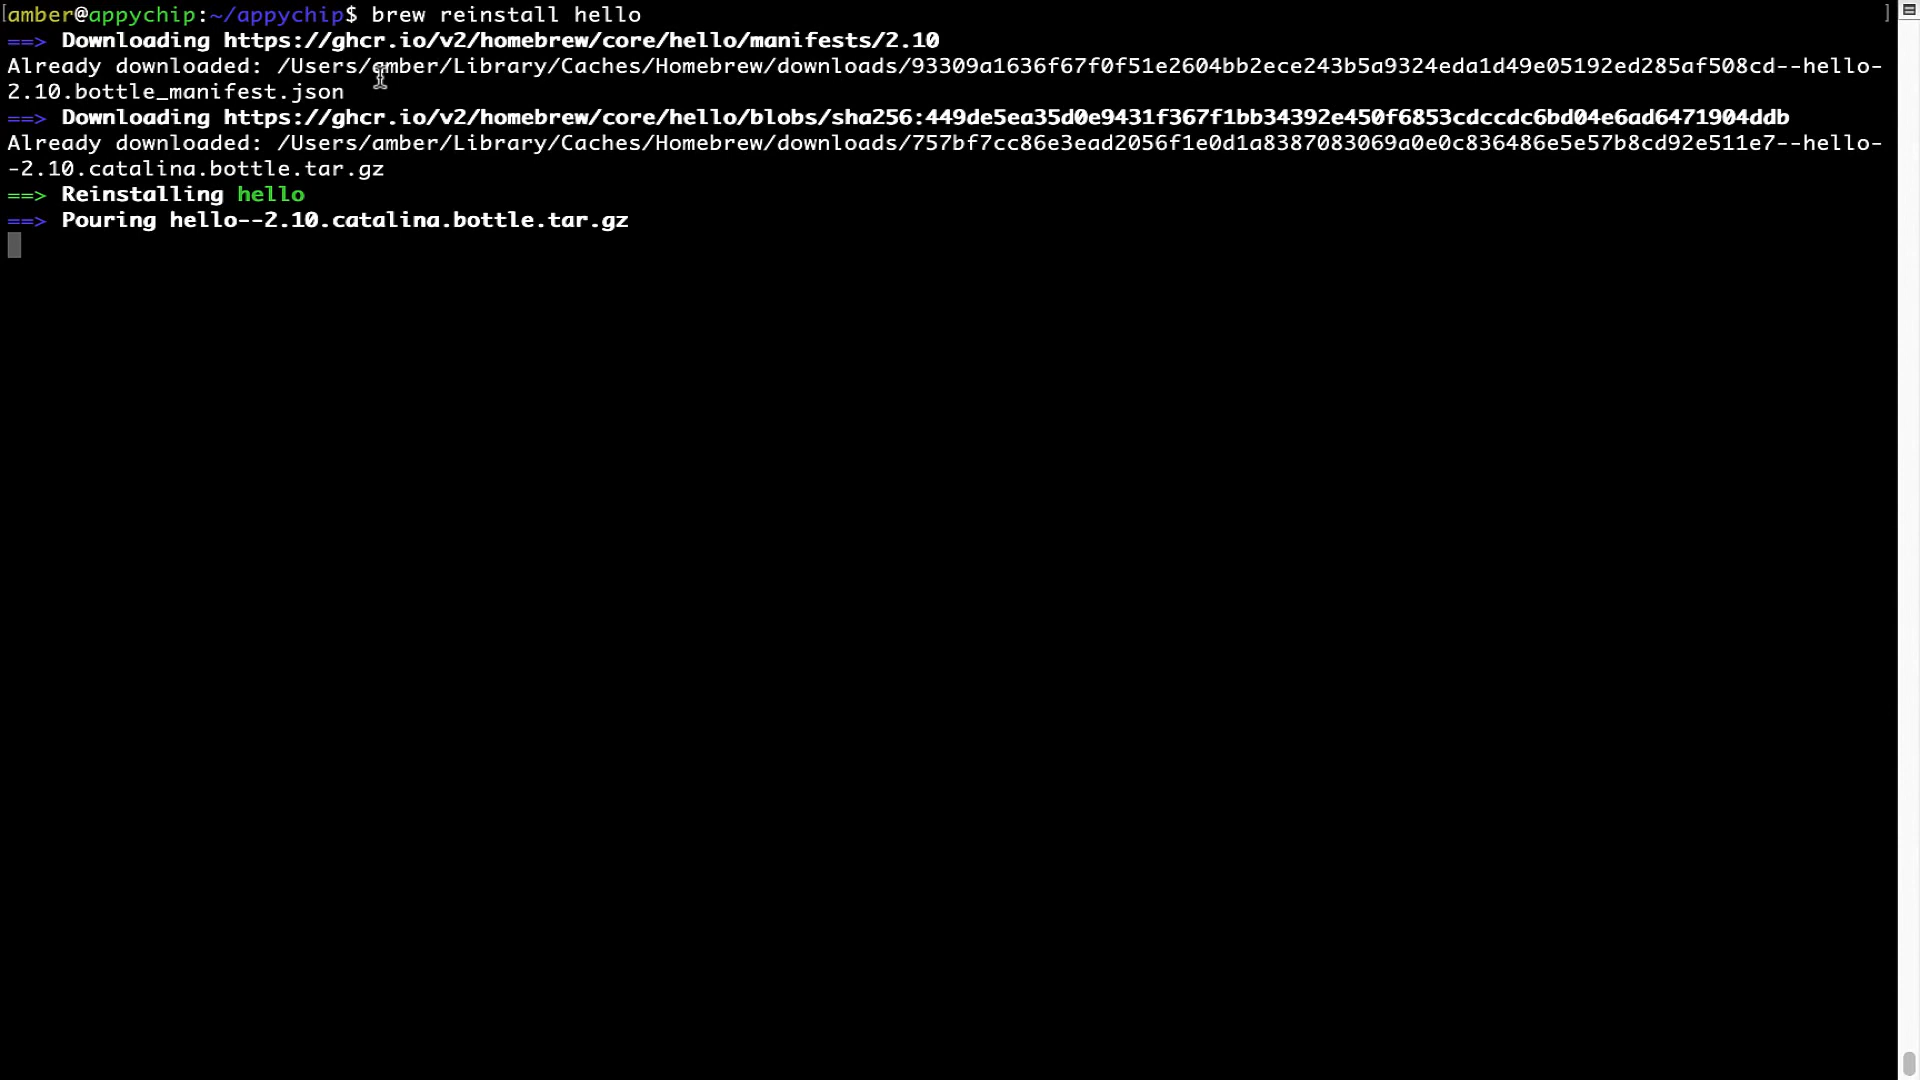 [amber@appychip:~/appychip$ brew reinstall hello ]
==> Downloading https://ghcr.io/v2/homebrew/core/hello/manifests/2.10
Already downloaded: /Users/amber/Library/Caches/Homebrew/downloads/93309a1636f67f0f51e2604bb2ece243b5a9324eda1d49e05192ed285af508cd--hello-
2.10.bottle_manifest.json
==> Downloading https://ghcr.io/v2/homebrew/core/hello/blobs/sha256:449de5ea35d0e9431f367f1bb34392e450f6853cdccdc6bd04e6ad6471904ddb
Already downloaded: /Users/amber/Library/Caches/Homebrew/downloads/757bf7cc86e3ead2056f1e0d1a8387083069a0e0c836486e5e57b8cd92e511e7--hello-
-2.10.catalina.bottle.tar.gz
==> Reinstalling hello
==> Pouring hello--2.10.catalina.bottle.tar.gz